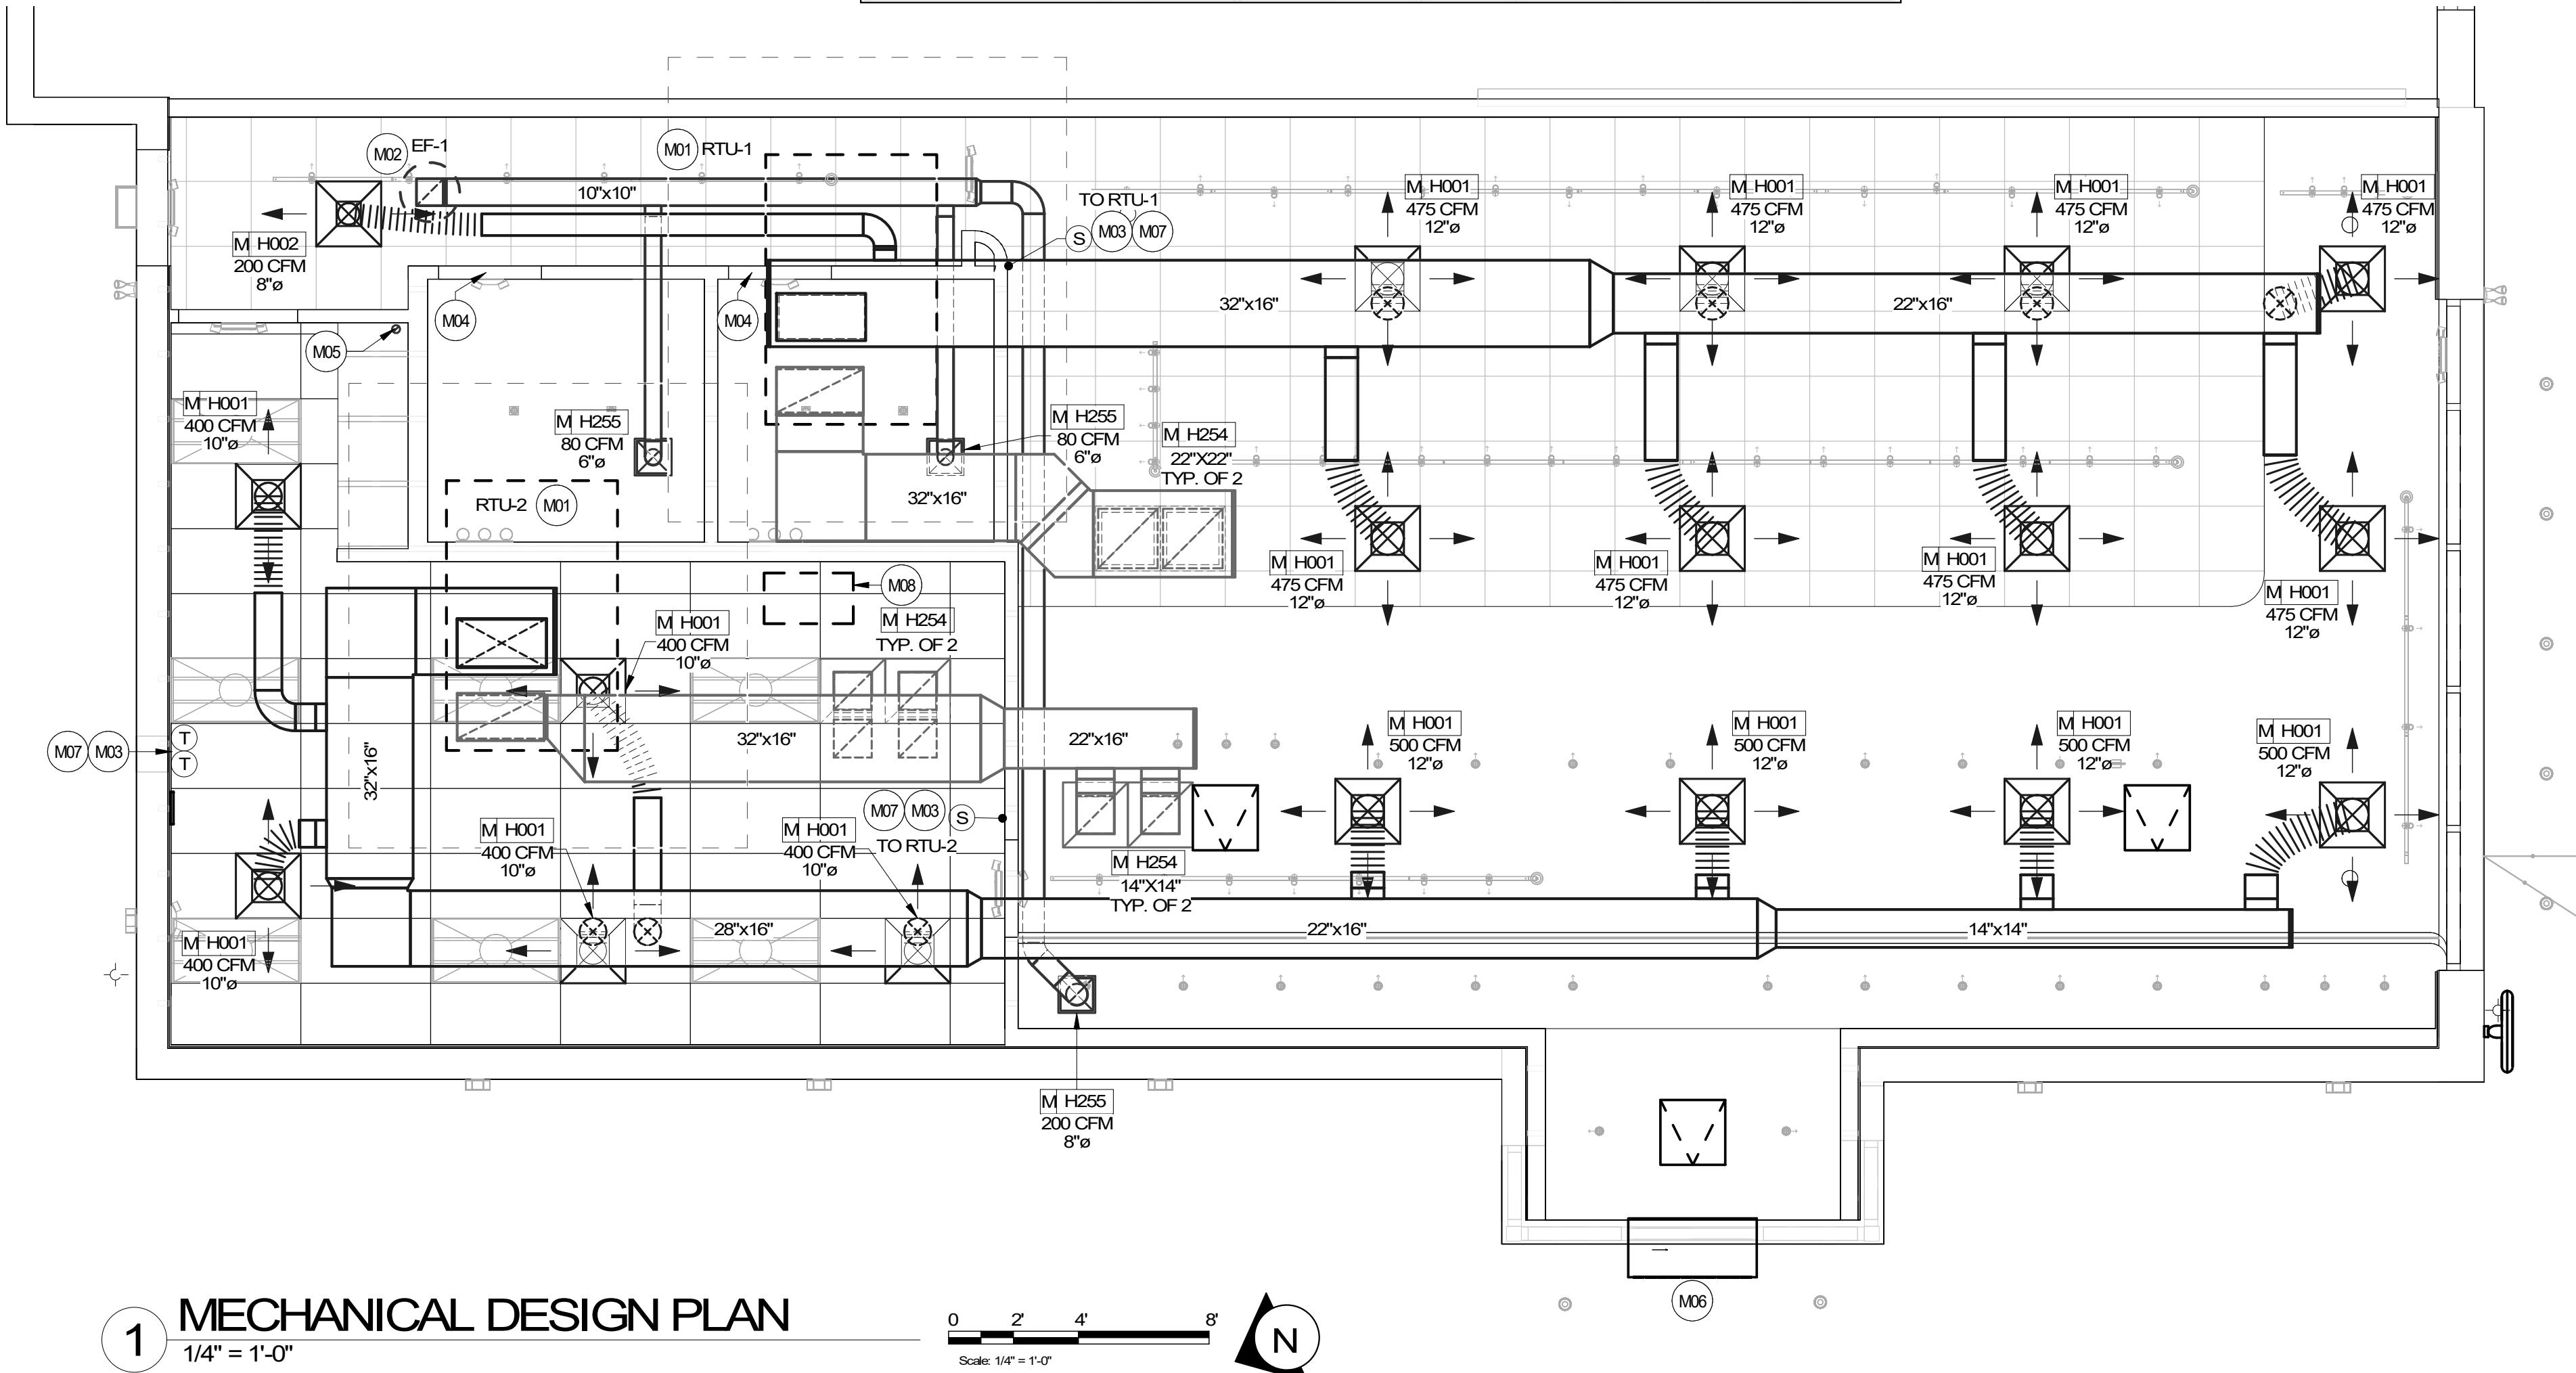 M02 EF-1
M01 RTU-1
10"x10"
TO RTU-1
S M03 M07
M H001
475 CFM
12"ø
M H001
475 CFM
12"ø
M H001
475 CFM
12"ø
M H001
475 CFM
12"ø
M H002
200 CFM
8"ø
M04
M04
32"x16"
22"x16"
M05
M H001
400 CFM
10"ø
M H255
80 CFM
6"ø
M H255
80 CFM
6"ø
M H254
22"X22"
TYP. OF 2
RTU-2 M01
32"x16"
M H001
475 CFM
12"ø
M H001
475 CFM
12"ø
M H001
475 CFM
12"ø
M H001
475 CFM
12"ø
M08
M H254
TYP. OF 2
M H001
400 CFM
10"ø
M07 M03
T
T
32"x16"
32"x16"
22"x16"
M H001
500 CFM
12"ø
M H001
500 CFM
12"ø
M H001
500 CFM
12"ø
M H001
500 CFM
12"ø
M H001
400 CFM
10"ø
M H001
400 CFM
10"ø
M07 M03 S
TO RTU-2
M H254
14"X14"
TYP. OF 2
M H001
400 CFM
10"ø
28"x16"
22"x16"
14"x14"
M H255
200 CFM
8"ø
M06
1 MECHANICAL DESIGN PLAN
1/4" = 1'-0"
0 2' 4' 8'
Scale: 1/4" = 1'-0"
N